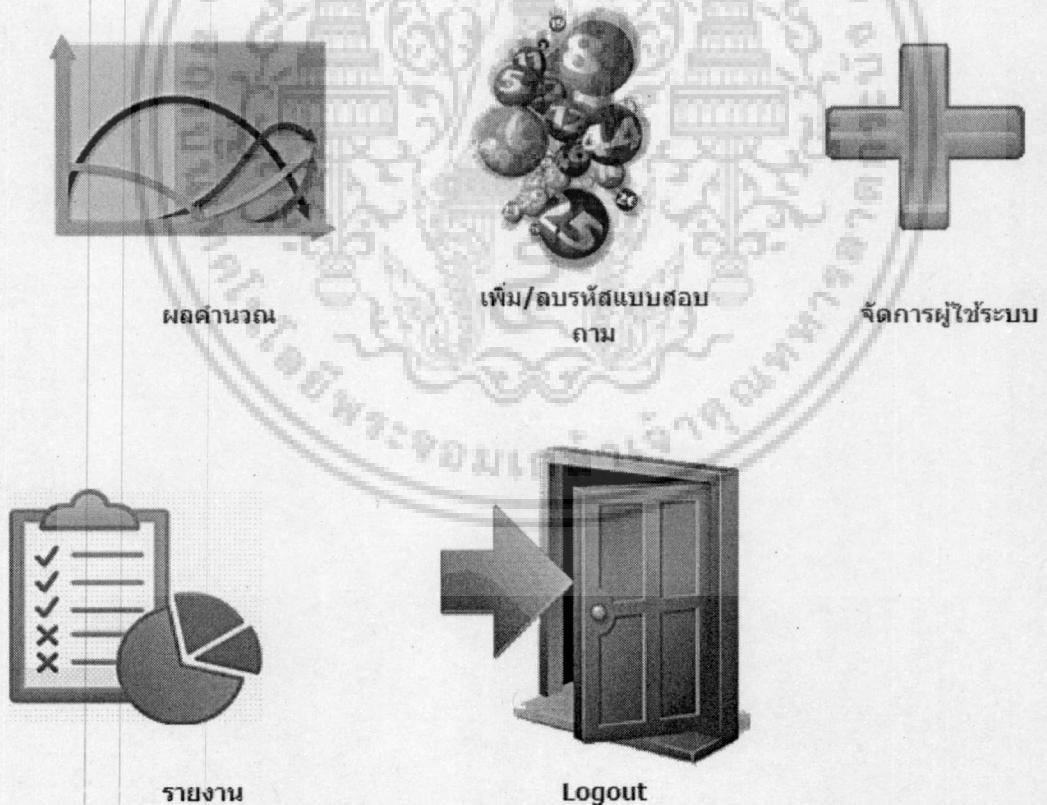 ผลคำนวณ
เพิ่ม/ลบรหัสแบบสอบ
ถาม
จัดการผู้ใช้ระบบ
รายงาน
Logout